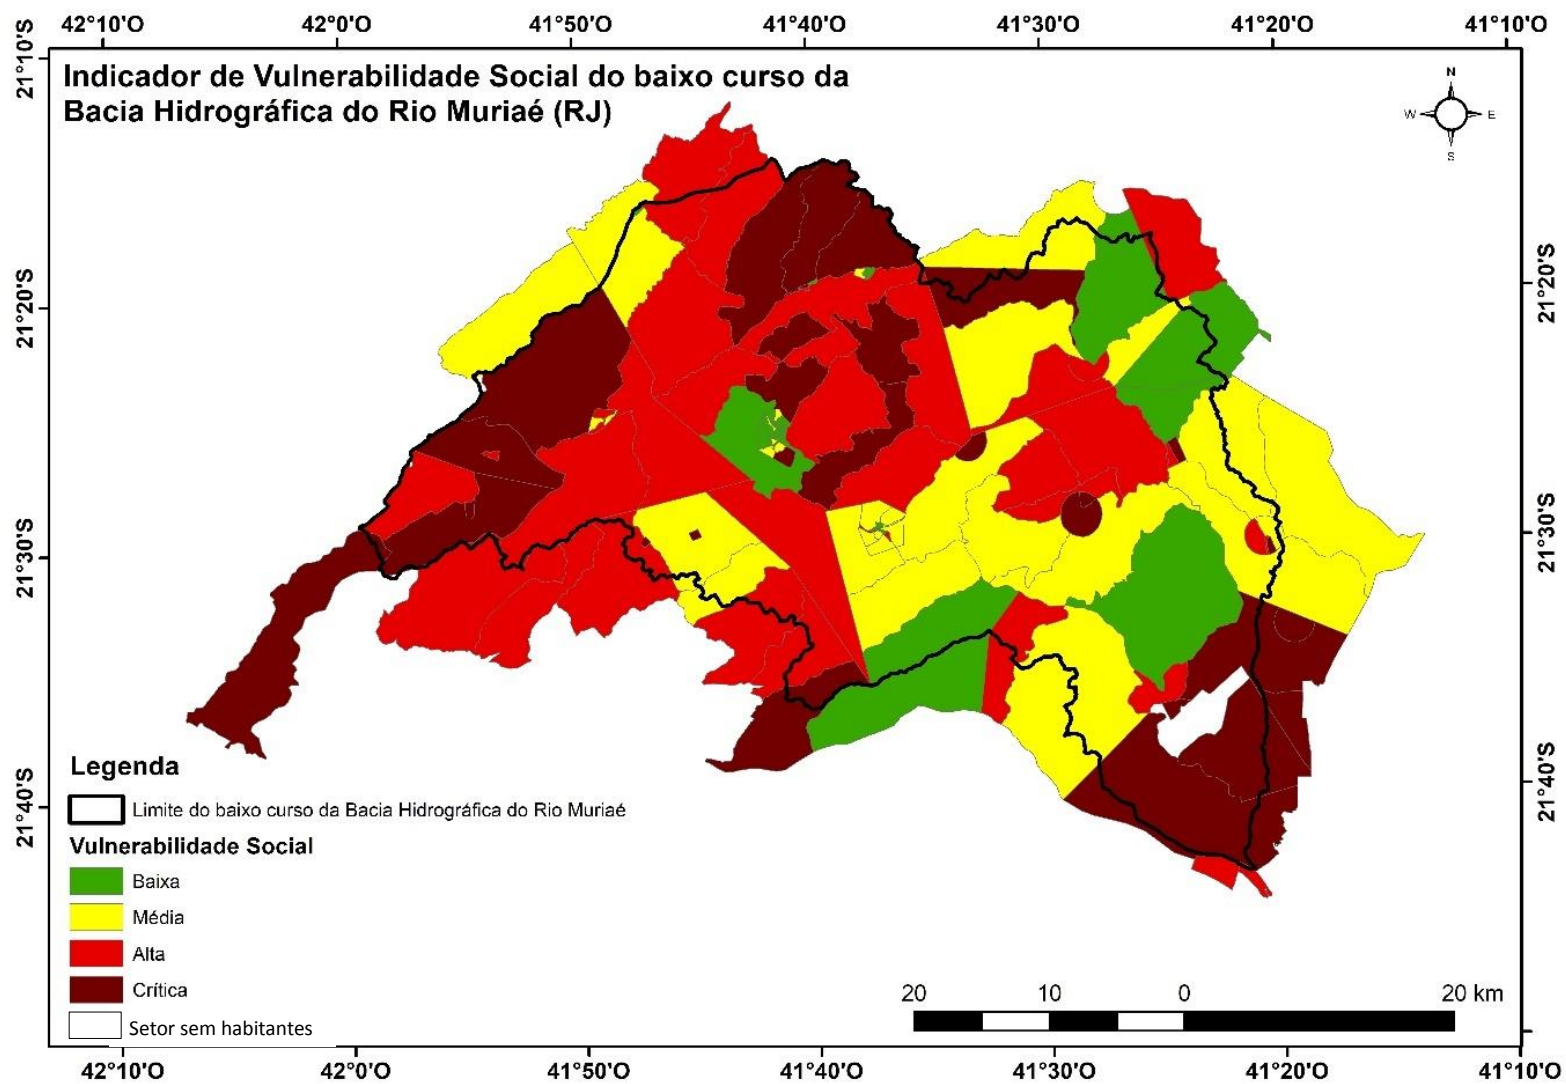 42°10'O 42°0'O 41°50'O 41°40'O 41°30'O 41°20'O 41°10'O
21°10'S
Indicador de Vulnerabilidade Social do baixo curso da
Bacia Hidrográfica do Rio Muriaé (RJ)
N
W E
S
21°20'S 21°20'S
21°30'S 21°30'S
21°40'S 21°40'S
Legenda
Limite do baixo curso da Bacia Hidrográfica do Rio Muriaé
Vulnerabilidade Social
Baixa
Média
Alta
Crítica
Setor sem habitantes
20 10 0 20 km
42°10'O 42°0'O 41°50'O 41°40'O 41°30'O 41°20'O 41°10'O